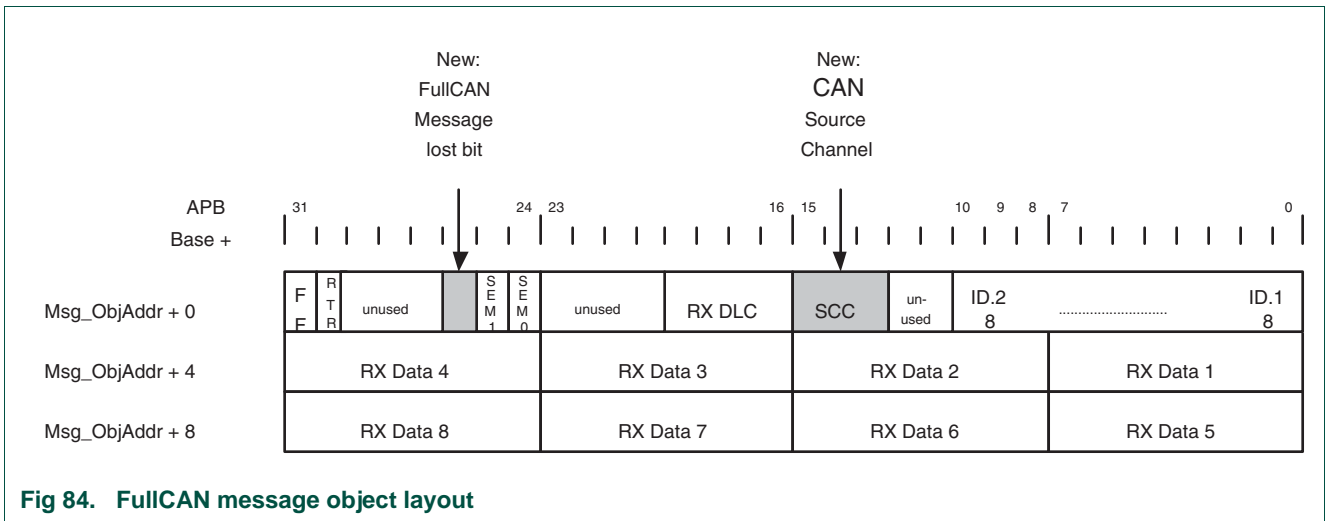 New:
FullCAN
Message
lost bit
New:
CAN
Source
Channel
APB
Base +
31 24 23 16 15 10 9 8 7 0
Msg_ObjAddr + 0
F F
R T R
unused
S E M 1
S E M 0
unused
RX DLC
SCC
un-
used
ID.2
8
............................
ID.1
8
Msg_ObjAddr + 4 RX Data 4 RX Data 3 RX Data 2 RX Data 1
Msg_ObjAddr + 8 RX Data 8 RX Data 7 RX Data 6 RX Data 5
Fig 84. FullCAN message object layout